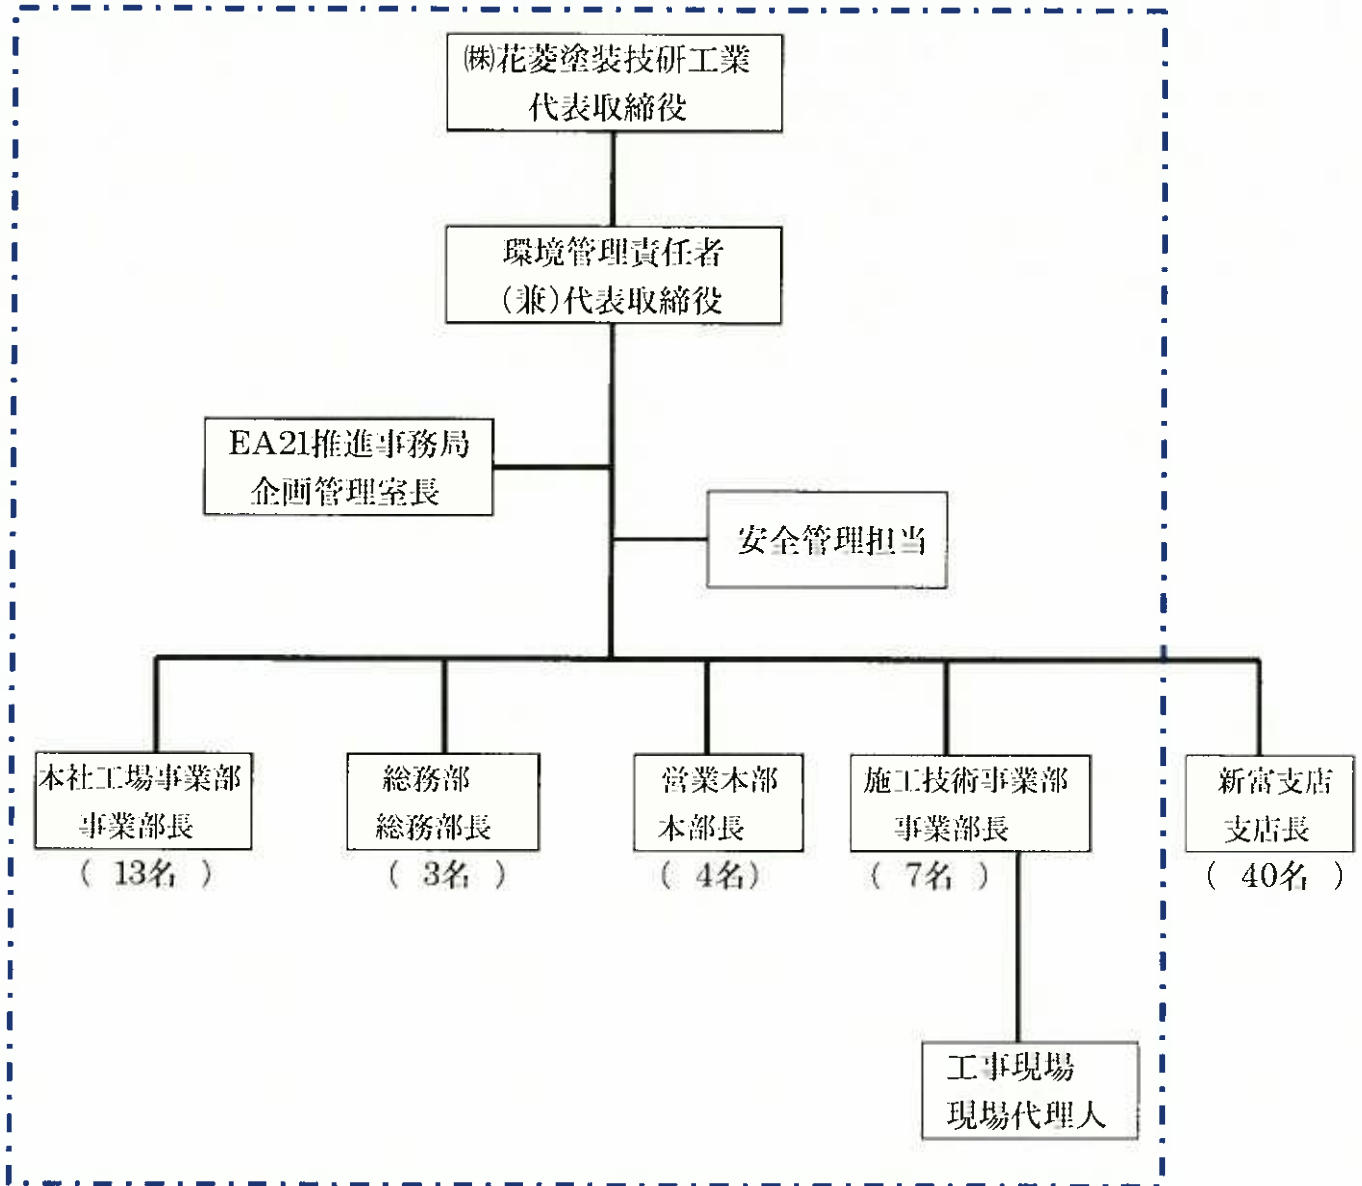 ㈱花菱塗装技研工業
代表取締役
環境管理責任者
(兼)代表取締役
EA21推進事務局
企画管理室長
安全管理担当
本社工場事業部
事業部長
( 13名 )
総務部
総務部長
( 3名 )
営業本部
本部長
( 4名)
施工技術事業部
事業部長
( 7名 )
新富支店
支店長
( 40名 )
工事現場
現場代理人